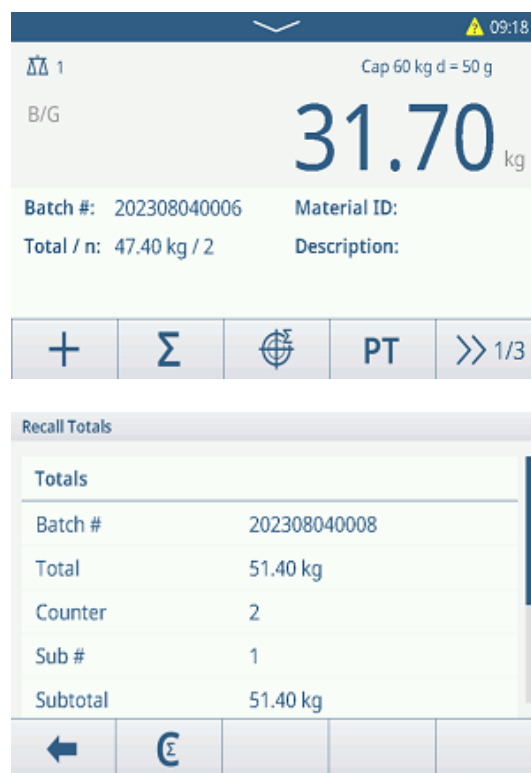 09:18
1 Cap 60 kg d = 50 g
B/G
31.70 kg
Batch #: 202308040006 Material ID:
Total / n: 47.40 kg / 2 Description:
+ Σ Σ PT >> 1/3
Recall Totals
Totals
Batch # 202308040008
Total 51.40 kg
Counter 2
Sub # 1
Subtotal 51.40 kg
C Σ